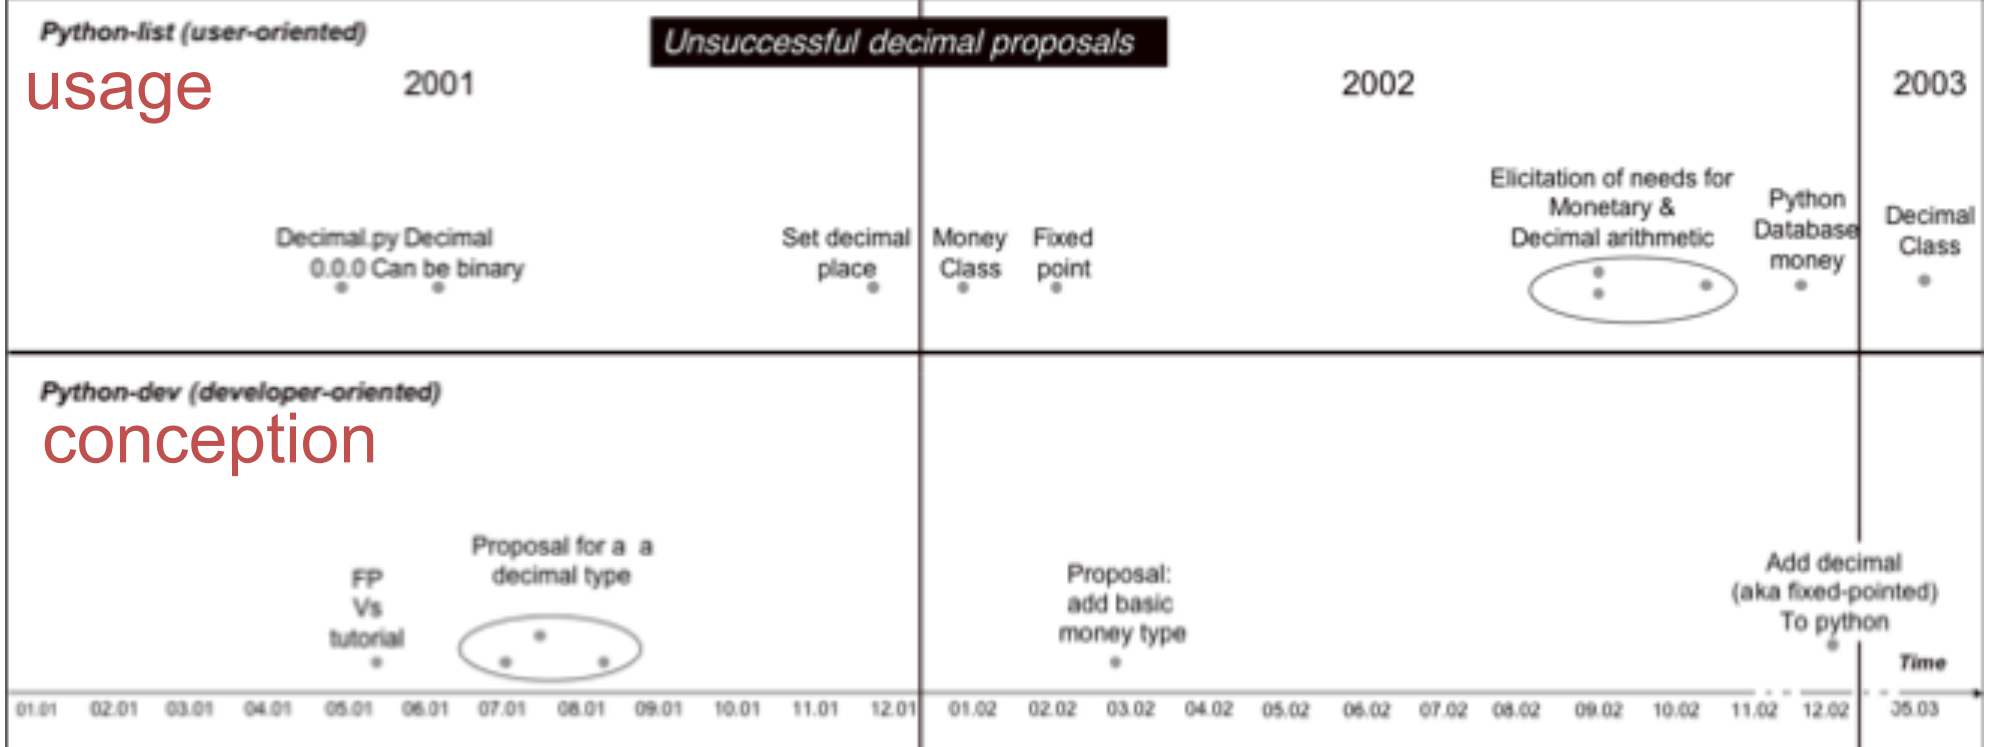 Python-list (user-oriented)
Unsuccessful decimal proposals
usage
2001
2002
2003
Decimal.py
0.0.0
Decimal
Can be binary
Set decimal
place
Money
Class
Fixed
point
Elicitation of needs for
Monetary &
Decimal arithmetic
Python
Database
money
Decimal
Class
Python-dev (developer-oriented)
conception
FP
Vs
tutorial
Proposal for a a
decimal type
Proposal:
add basic
money type
Add decimal
(aka fixed-pointed)
To python
Time
01.01 02.01 03.01 04.01 05.01 06.01 07.01 08.01 09.01 10.01 11.01 12.01 01.02 02.02 03.02 04.02 05.02 06.02 07.02 08.02 09.02 10.02 11.02 12.02 05.03